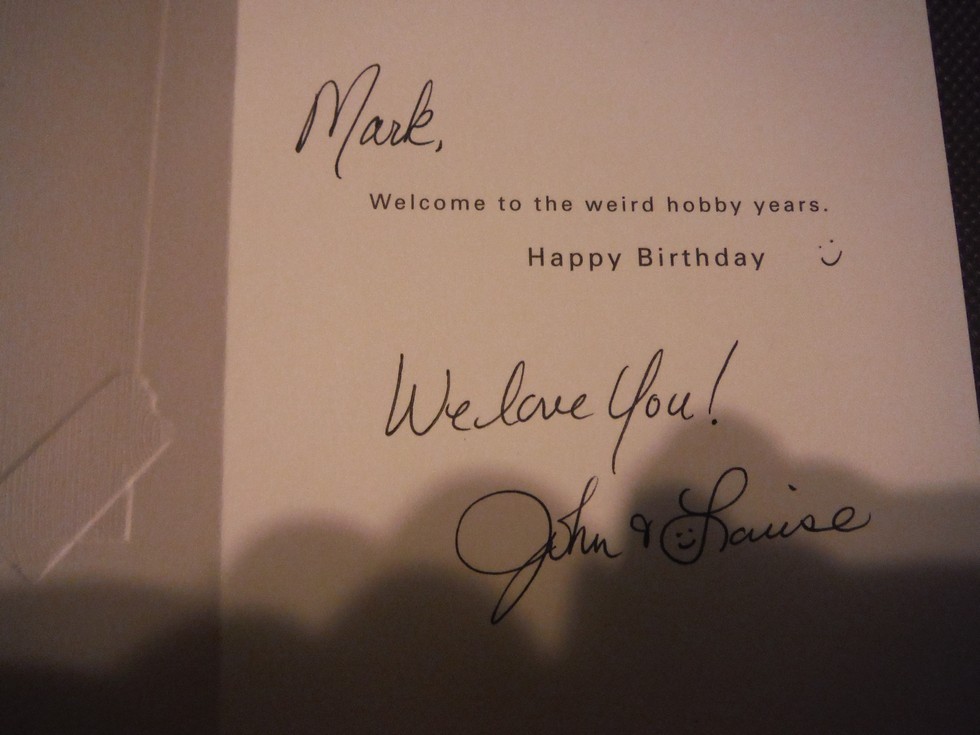 Mark,
Welcome to the weird hobby years.
Happy Birthday
We love You!
John & Louise